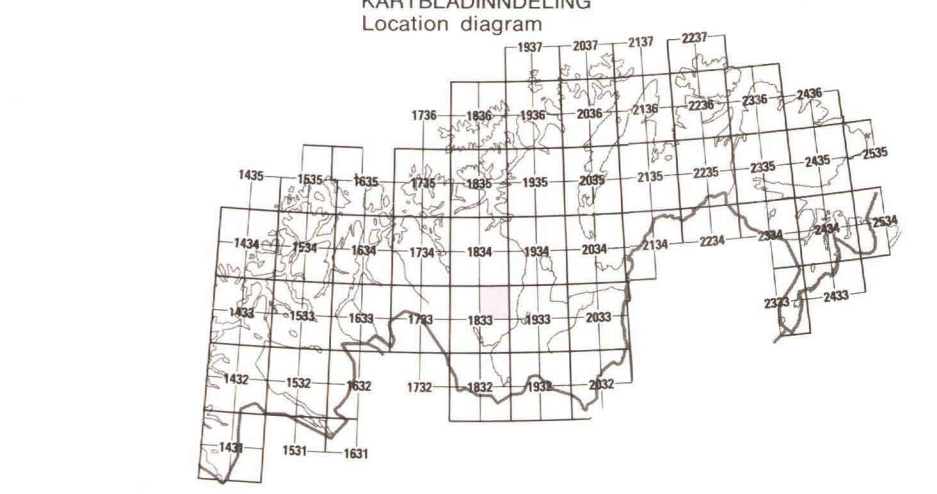 KARTBLADINNDELING
Location diagram
1937 2037 2137 2237
1736 1836 1936 2036 2136 2236 2336 2436
1435 1535 1635 1735 1835 1935 2035 2135 2235 2335 2435 2535
1434 1534 1634 1734 1834 1934 2034 2134 2234 2334 2434 2534
1433 1533 1633 1733 1833 1933 2033 2333 2433
1432 1532 1632 1732 1832 1932 2032
1431 1531 1631